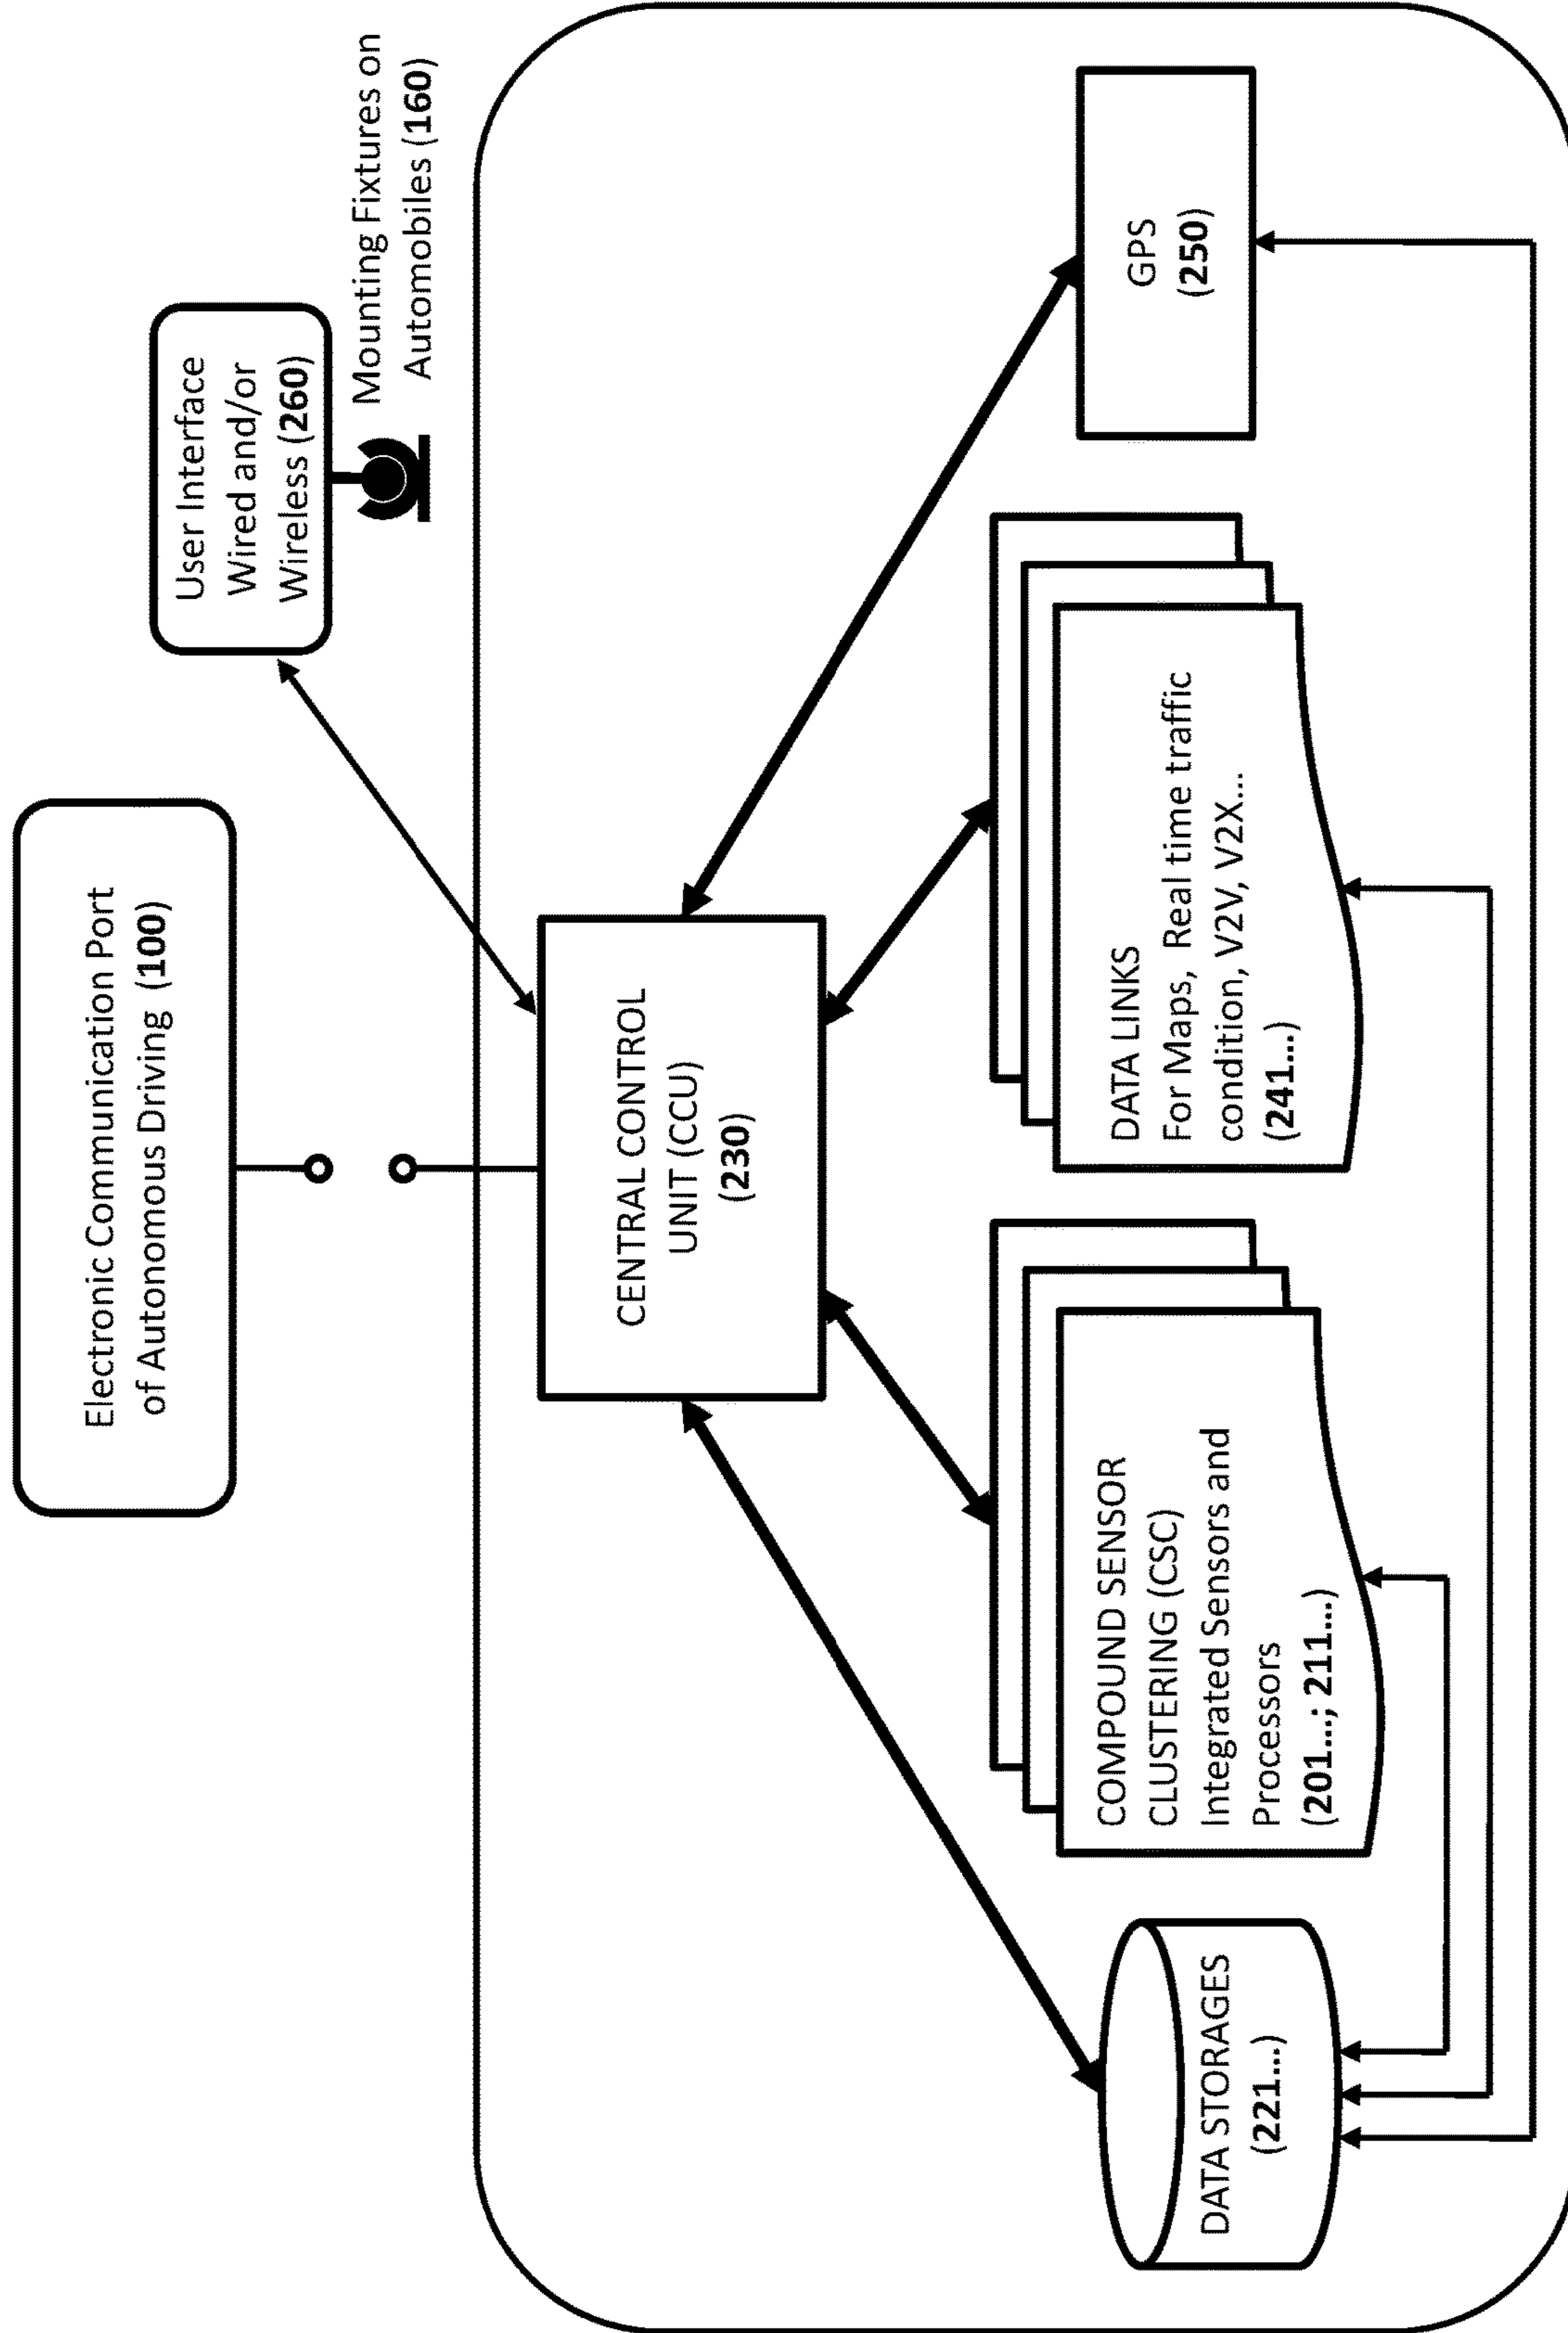 Electronic Communication Port
of Autonomous Driving (100)
User Interface
Wired and/or
Wireless (260)
Mounting Fixtures on
Automobiles (160)
CENTRAL CONTROL
UNIT (CCU)
(230)
DATA STORAGES
(221...)
COMPOUND SENSOR
CLUSTERING (CSC)
Integrated Sensors and
Processors
(201...; 211...)
DATA LINKS
For Maps, Real time traffic
condition, V2V, V2X...
(241...)
GPS
(250)